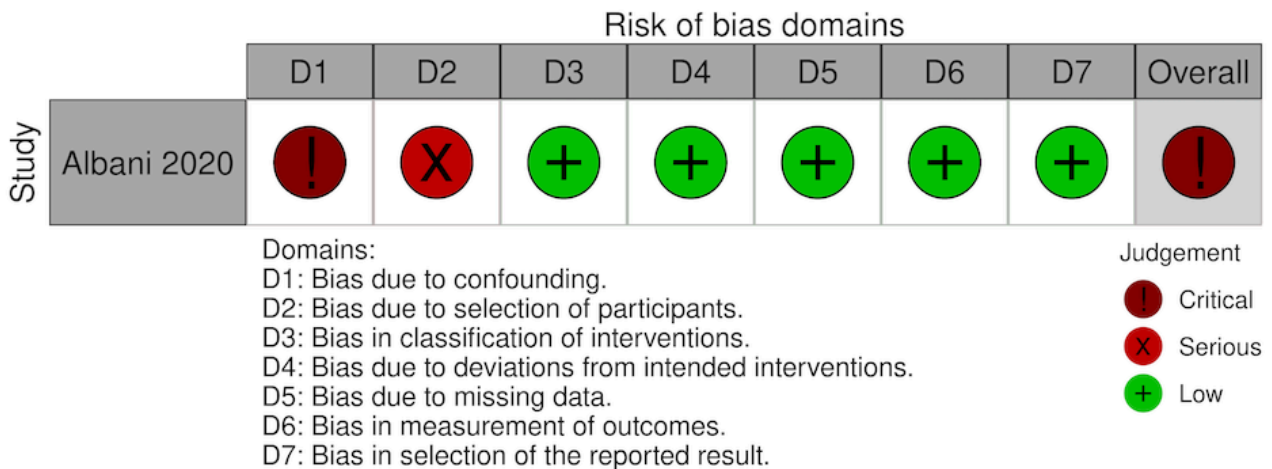 Risk of bias domains
D1 D2 D3 D4 D5 D6 D7 Overall
Study
Albani 2020 ! X + + + + + !
Domains:
D1: Bias due to confounding.
D2: Bias due to selection of participants.
D3: Bias in classification of interventions.
D4: Bias due to deviations from intended interventions.
D5: Bias due to missing data.
D6: Bias in measurement of outcomes.
D7: Bias in selection of the reported result.
Judgement
! Critical
X Serious
+ Low